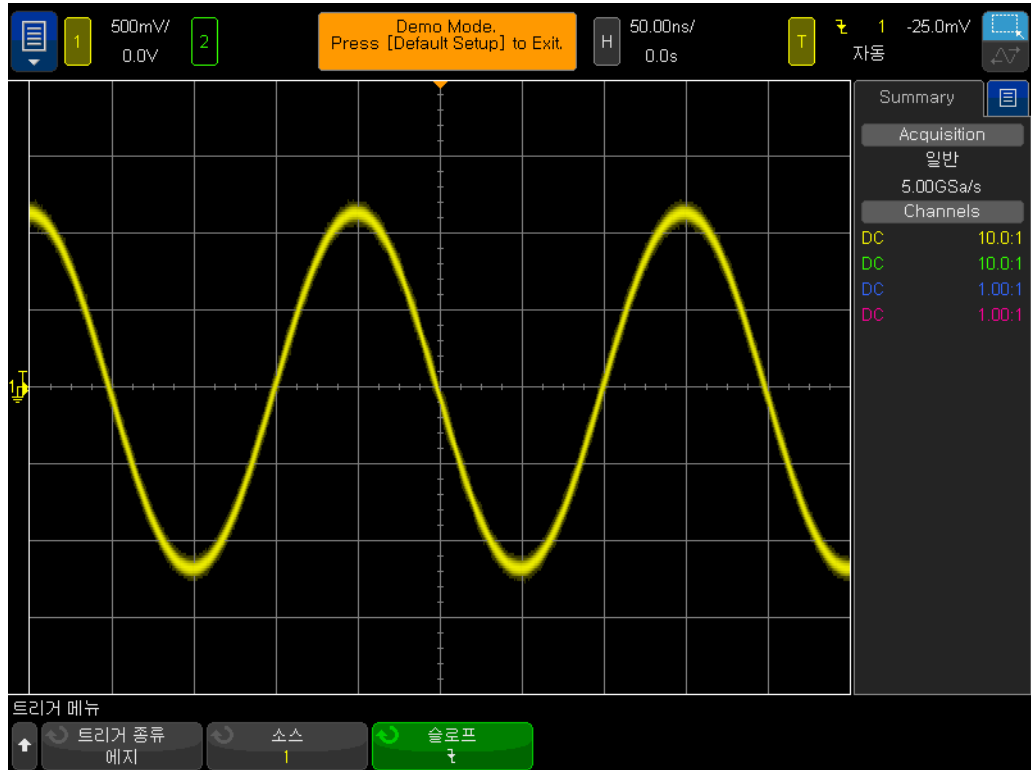 1
500mV/
0.0V
2
Demo Mode.
Press [Default Setup] to Exit.
H
50.00ns/
0.0s
T
1
-25.0mV
자동
Summary
Acquisition
일반
5.00GSa/s
Channels
DC 10.0:1
DC 10.0:1
DC 1.00:1
DC 1.00:1
T
1
트리거 메뉴
트리거 종류
에지
소스
1
슬로프